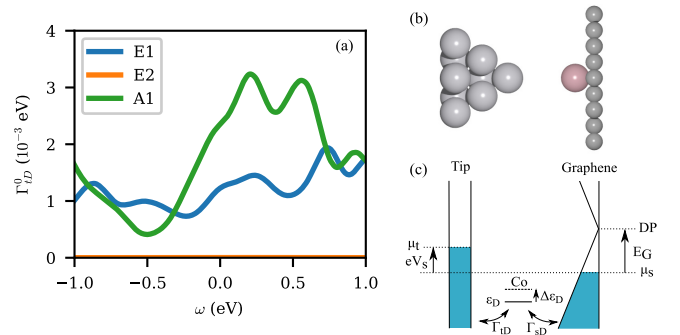 (a)
E1
E2
A1
Γ⁰tD (10⁻³ eV)
4
3
2
1
0
−1.0 −0.5 0.0 0.5 1.0
ω (eV)
(b)
(c)
Tip
Graphene
μt
eVS
DP
EG
μs
Co
εD
ΔεD
ΓtD
ΓsD